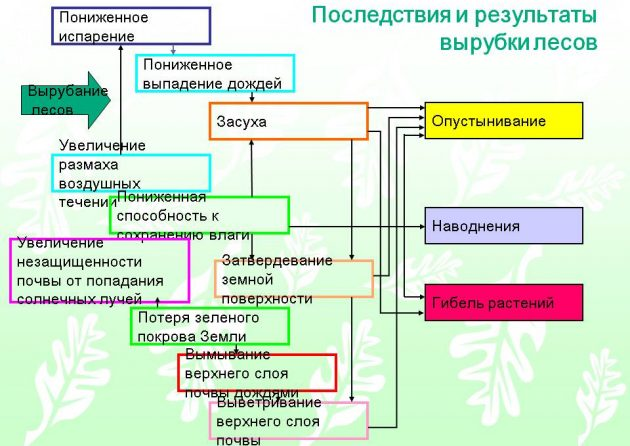 Последствия и результаты
вырубки лесов
Пониженное
испарение
Пониженное
выпадение дождей
Вырубание
лесов
Засуха
Опустынивание
Увеличение
размаха
воздушных
течений
Пониженная
способность к
сохранению влаги
Наводнения
Увеличение
незащищенности
почвы от попадания
солнечных лучей
Затвердевание
земной
поверхности
Гибель растений
Потеря зеленого
покрова Земли
Вымывание
верхнего слоя
почвы дождями
Выветривание
верхнего слоя
почвы